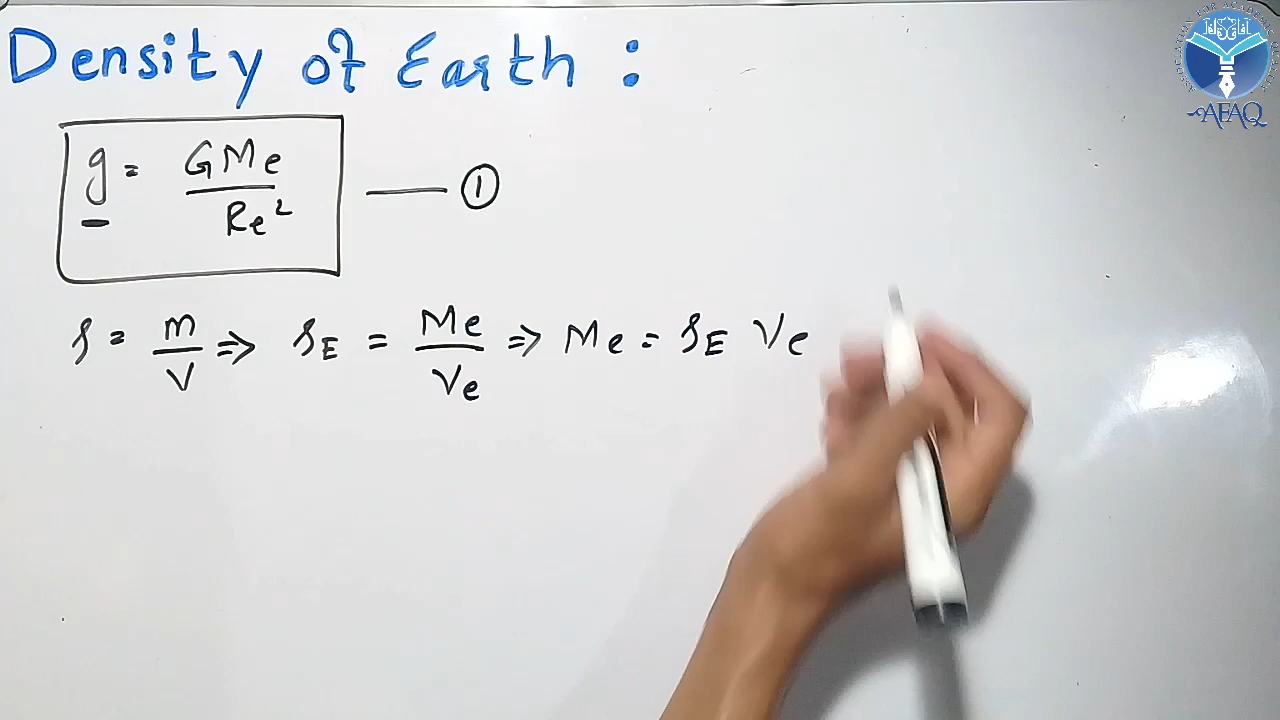 Density of Earth :
g = GMe / Re² —— ①
ρ = m / V ⇒ ρE = Me / Ve ⇒ Me = ρE Ve
AFAQ